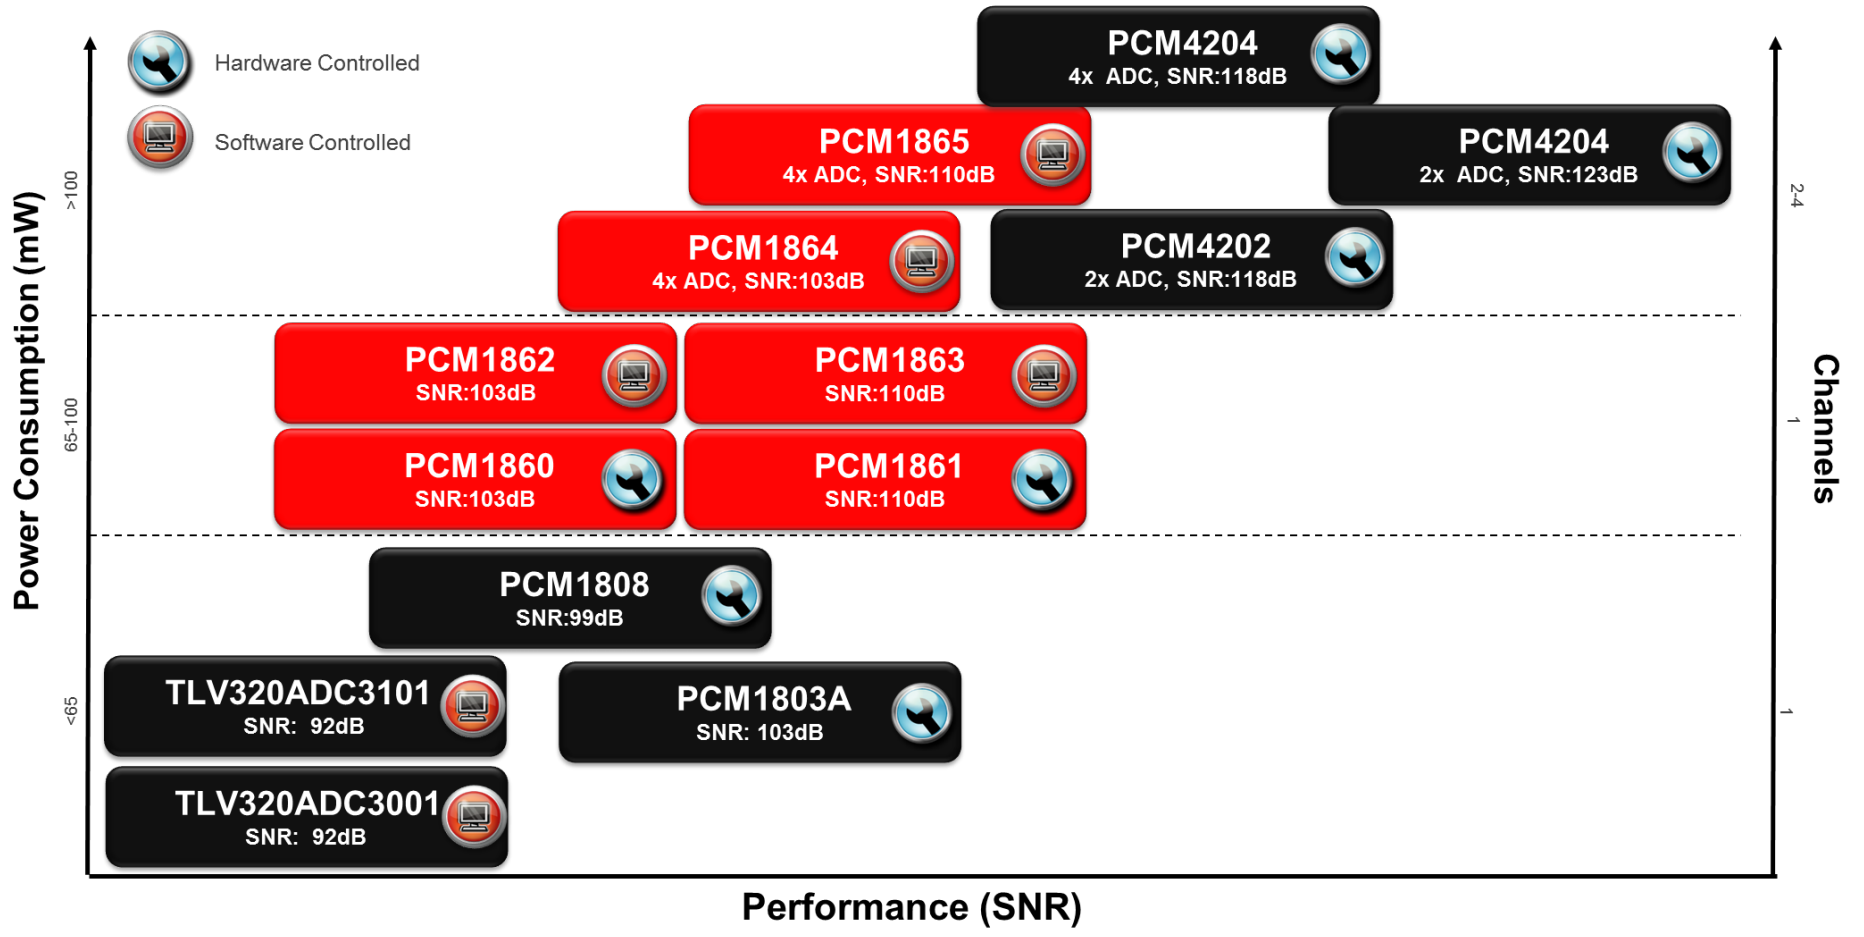 Hardware Controlled
Software Controlled
PCM4204
4x  ADC, SNR:118dB
PCM1865
4x ADC, SNR:110dB
PCM4204
2x  ADC, SNR:123dB
PCM1864
4x ADC, SNR:103dB
PCM4202
2x ADC, SNR:118dB
PCM1862
SNR:103dB
PCM1863
SNR:110dB
PCM1860
SNR:103dB
PCM1861
SNR:110dB
PCM1808
SNR:99dB
TLV320ADC3101
SNR:  92dB
PCM1803A
SNR: 103dB
TLV320ADC3001
SNR:  92dB
Power Consumption (mW)
>100
65-100
<65
2-4
1
1
Channels
Performance (SNR)